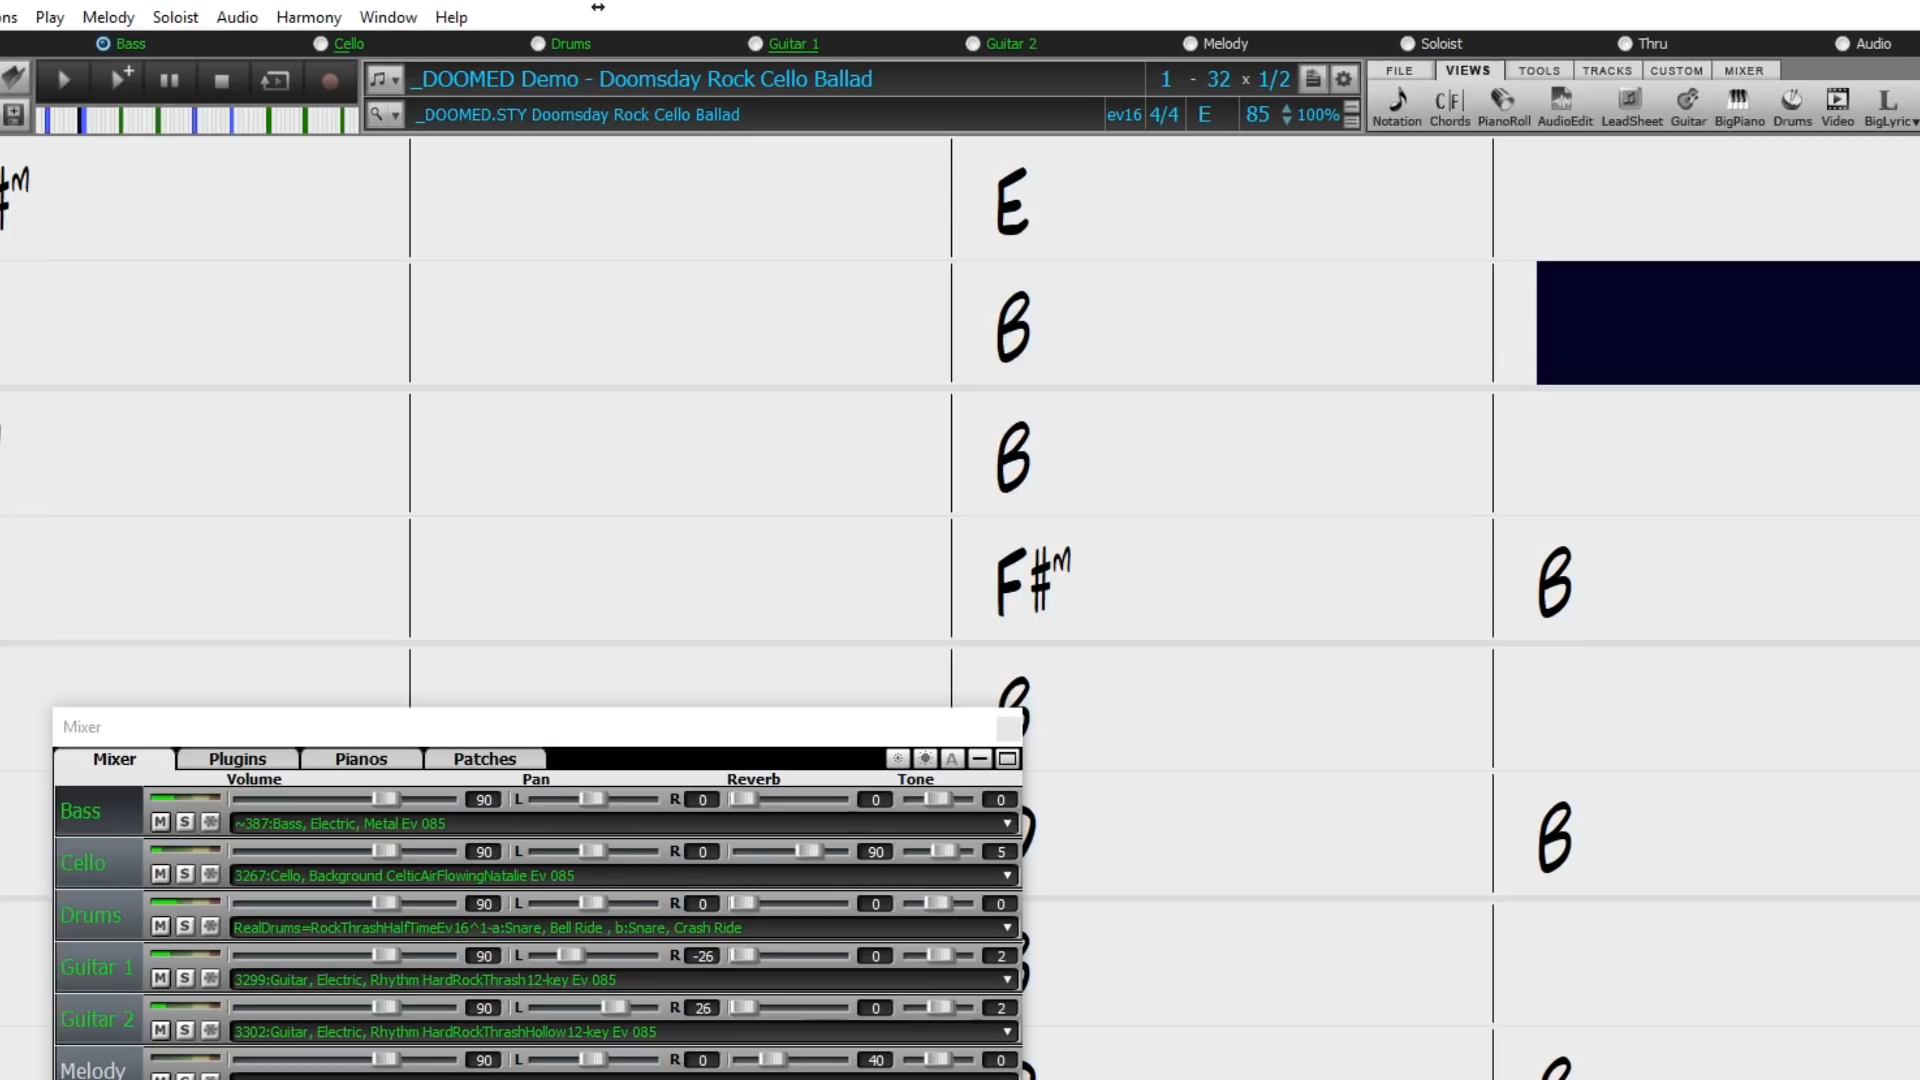 Play Melody Soloist Audio Harmony Window Help
Bass Cello Drums Guitar 1 Guitar 2 Melody Soloist Thru Audio
_DOOMED Demo - Doomsday Rock Cello Ballad 1 - 32 x 1/2
FILE VIEWS TOOLS TRACKS CUSTOM MIXER
_DOOMED.STY Doomsday Rock Cello Ballad ev16 4/4 E 85 100%
Notation Chords PianoRoll AudioEdit LeadSheet Guitar BigPiano Drums Video BigLyric
#m E
B
B
F#m B
B
Mixer
Mixer Plugins Pianos Patches A
Volume Pan Reverb Tone
Bass 90 L R 0 0 0
M S ~387:Bass, Electric, Metal Ev 085
B
Cello 90 L R 0 90 5
M S 3267:Cello, Background CelticAirFlowingNatalie Ev 085
Drums 90 L R 0 0 0
M S RealDrums=RockThrashHalfTimeEv16^1-a:Snare, Bell Ride , b:Snare, Crash Ride
Guitar 1 90 L R -26 0 2
M S 3299:Guitar, Electric, Rhythm HardRockThrash12-key Ev 085
Guitar 2 90 L R 26 0 2
M S 3302:Guitar, Electric, Rhythm HardRockThrashHollow12-key Ev 085
Melody 90 L R 0 40 0